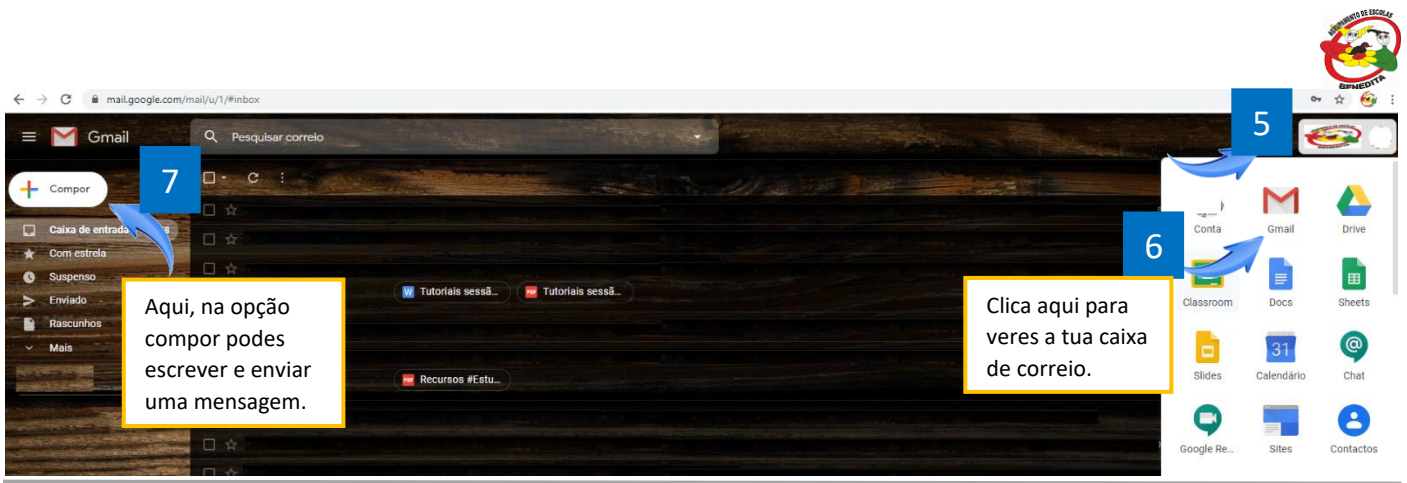 AGRUPAMENTO DE ESCOLAS
BENEDITA
mail.google.com/mail/u/1/#inbox
5
Gmail
Pesquisar correio
7
Compor
Caixa de entrada
Com estrela
Suspenso
Enviado
Rascunhos
Mais
Aqui, na opção
compor podes
escrever e enviar
uma mensagem.
Tutoriais sessã...
Tutoriais sessã...
Recursos #Estu...
6
Clica aqui para
veres a tua caixa
de correio.
Conta
Gmail
Drive
Classroom
Docs
Sheets
Slides
31
Calendário
Chat
Google Re...
Sites
Contactos